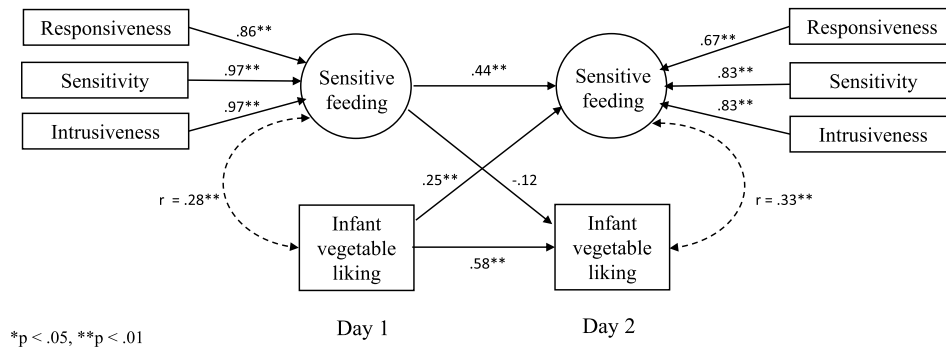 Responsiveness
Sensitivity
Intrusiveness
.86**
.97**
.97**
Sensitive
feeding
.44**
Sensitive
feeding
.67**
.83**
.83**
Responsiveness
Sensitivity
Intrusiveness
r = .28**
.25**
-.12
r = .33**
Infant
vegetable
liking
.58**
Infant
vegetable
liking
Day 1
Day 2
*p < .05, **p < .01